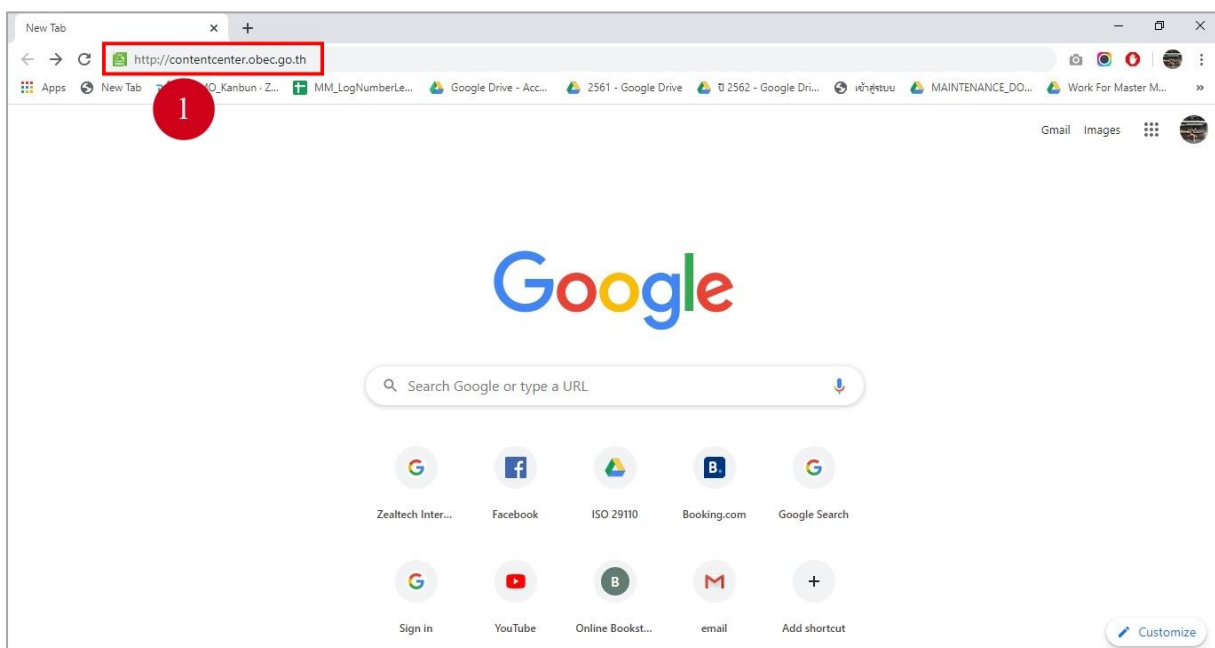 New Tab
http://contentcenter.obec.go.th
Apps New Tab O_Kanbun · Z... MM_LogNumberLe... Google Drive - Acc... 2561 - Google Drive ปี 2562 - Google Dri... เข้าสู่ระบบ MAINTENANCE_DO... Work For Master M... »
1
Gmail Images
Google
Search Google or type a URL
Zealtech Inter... Facebook ISO 29110 Booking.com Google Search
Sign in YouTube Online Bookst... email Add shortcut
Customize